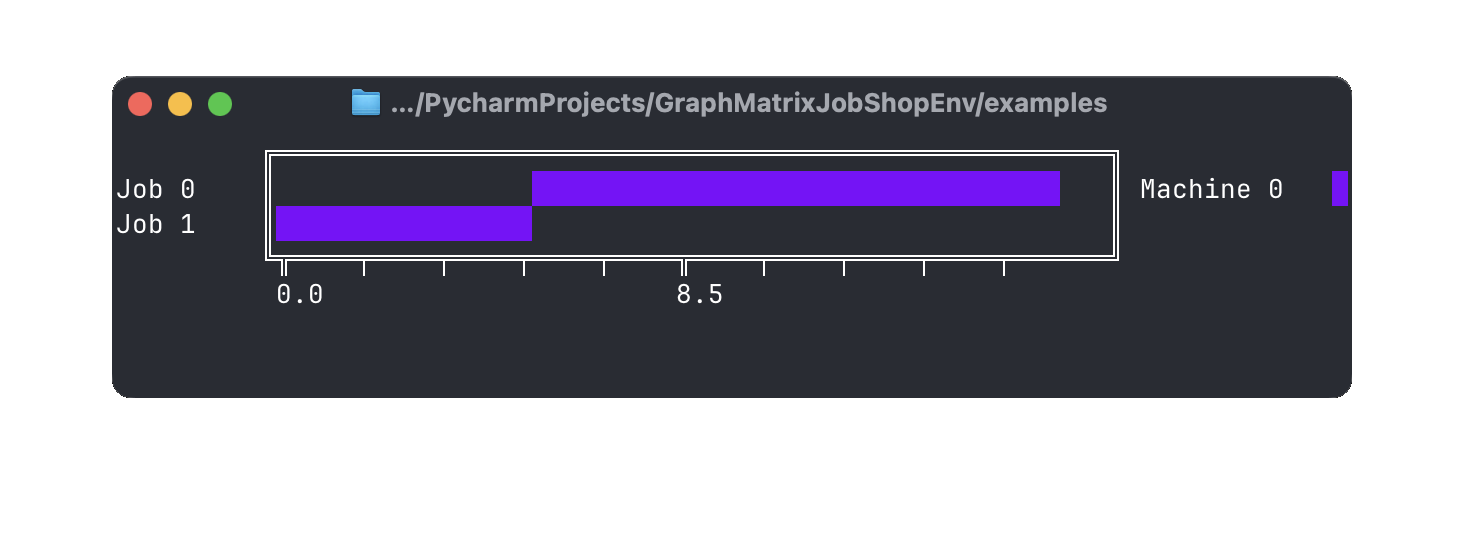 .../PycharmProjects/GraphMatrixJobShopEnv/examples
Job 0
Machine 0
Job 1
0.0
8.5